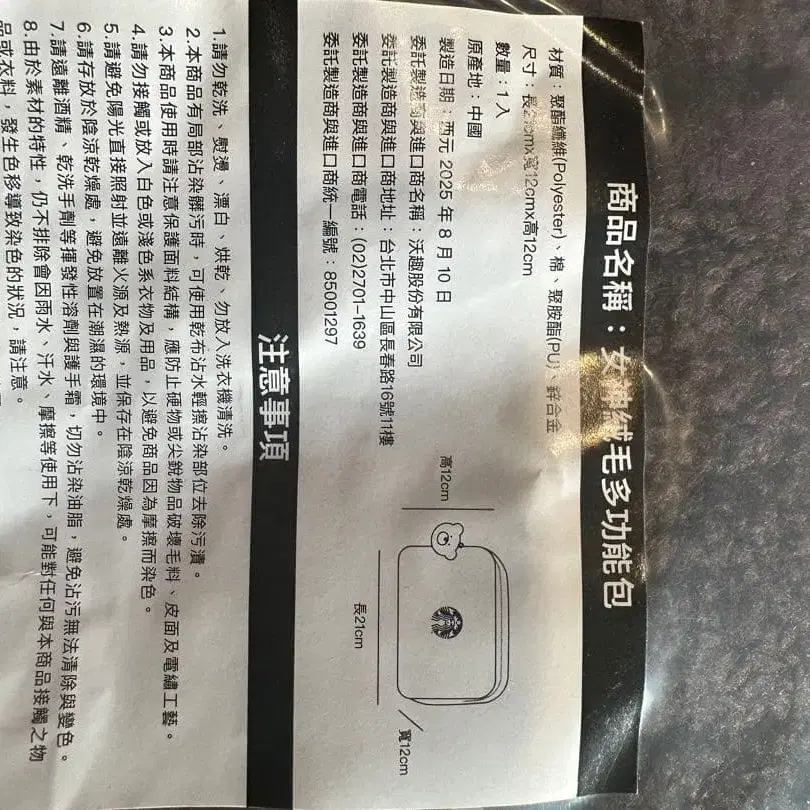 商品名稱：女神絨毛多功能包
材質：聚酯纖維(Polyester)、棉、聚胺酯(PU)、鋅合金
尺寸：長21cmx寬12cmx高12cm
數量：1入
原產地：中國
製造日期：西元 2025 年 8 月 10 日
委託製造商與進口商名稱：沃趣股份有限公司
委託製造商與進口商地址：台北市中山區長春路16號11樓
委託製造商與進口商電話：(02)2701-1639
委託製造商與進口商統一編號：85001297
高12cm
長21cm
寬12cm
注意事項
1.請勿乾洗、熨燙、漂白、烘乾、勿放入洗衣機清洗。
2.本商品有局部沾染髒污時，可使用乾布沾水輕擦沾染部位去除污漬。
3.本商品使用時請注意保護面料結構，應防止硬物或尖銳物品破壞毛料、皮面及電繡工藝。
4.請勿接觸或放入白色或淺色系衣物及用品，以避免商品因為摩擦而染色。
5.請避免陽光直接照射並遠離火源及熱源，並保存在陰涼乾燥處。
6.請存放於陰涼乾燥處，避免放置在潮濕的環境中。
7.請遠離酒精、乾洗手劑等揮發性溶劑與護手霜，切勿沾染油脂，避免沾污無法清除與變色。
8.由於素材的特性，仍不排除會因雨水、汗水、摩擦等使用下，可能對任何與本商品接觸之物
品或衣料，發生色移導致染色的狀況，請注意。